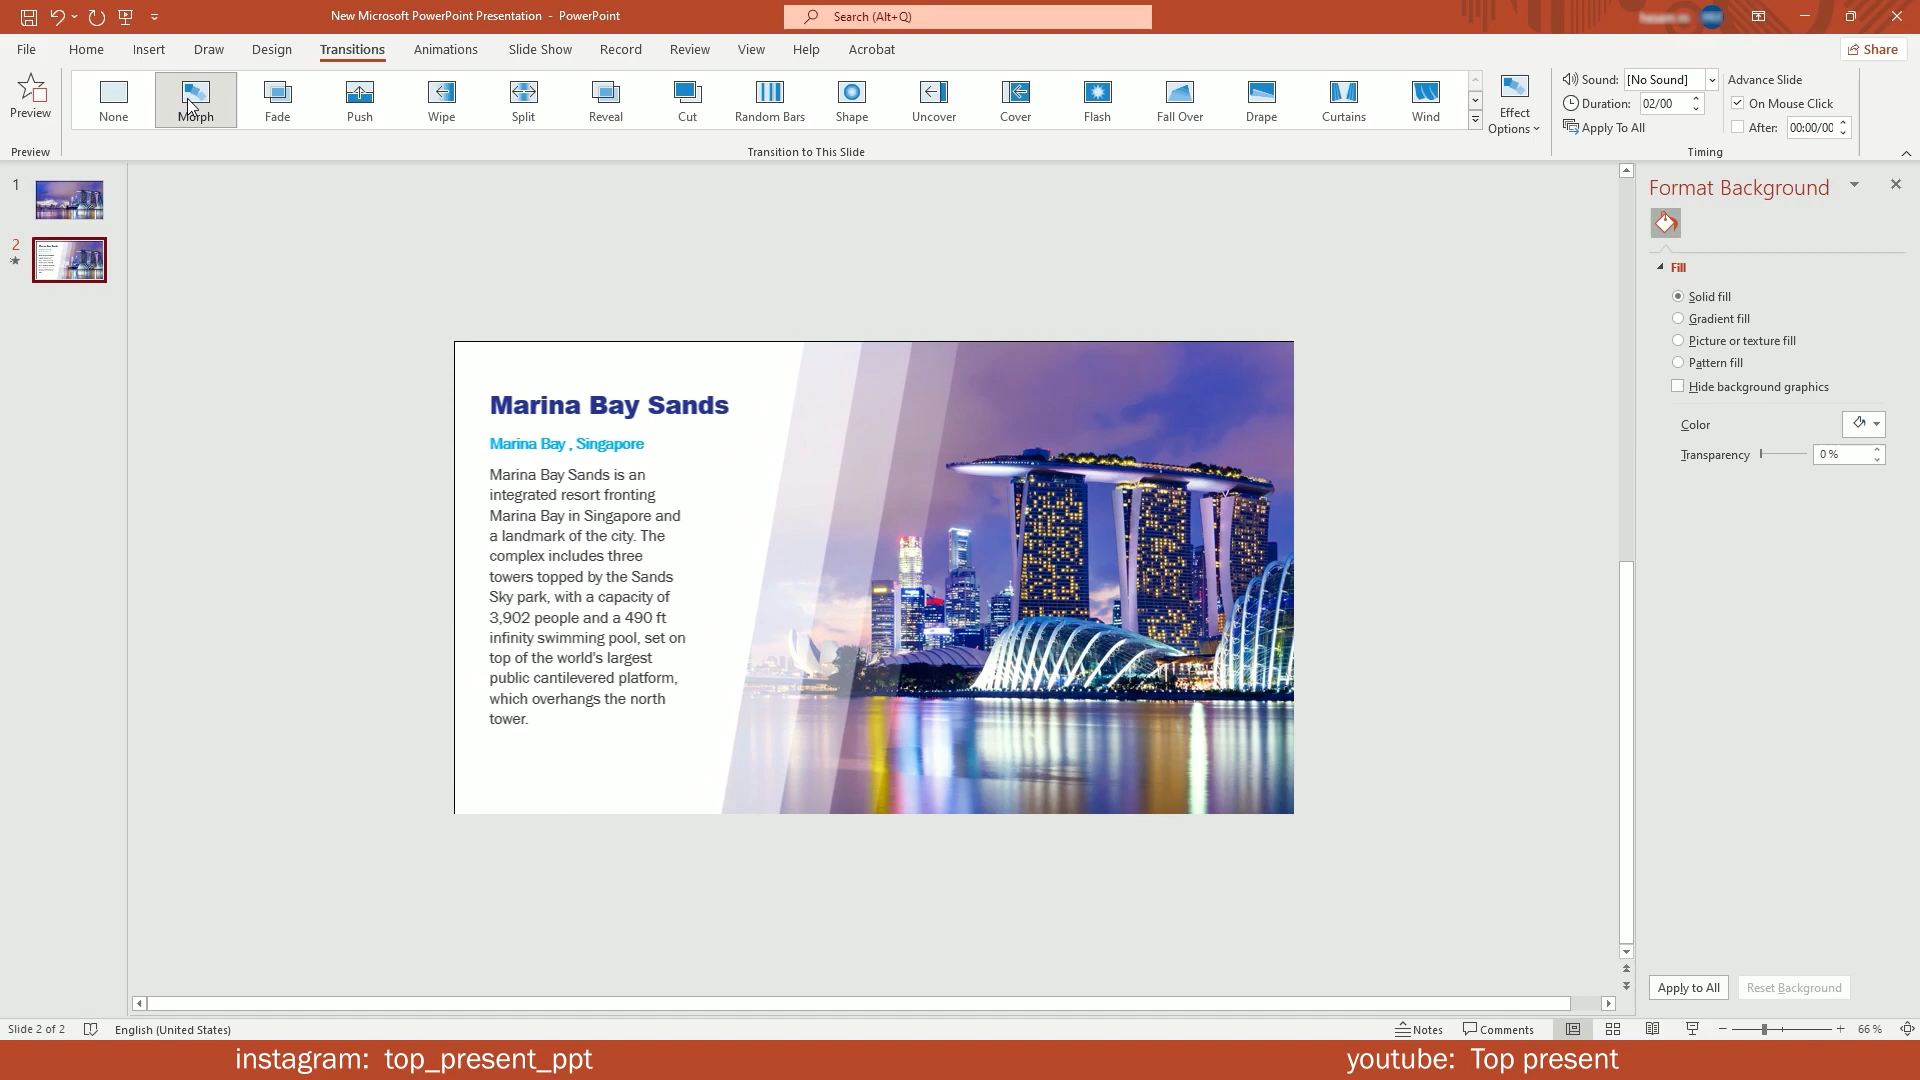 New Microsoft PowerPoint Presentation - PowerPoint
Search (Alt+Q)
File Home Insert Draw Design Transitions Animations Slide Show Record Review View Help Acrobat
Share
Preview
None Morph Fade Push Wipe Split Reveal Cut Random Bars Shape Uncover Cover Flash Fall Over Drape Curtains Wind
Effect
Options
Sound: [No Sound]
Duration: 02/00
Apply To All
Advance Slide
On Mouse Click
After: 00:00/00
Preview
Transition to This Slide
Timing
1
2
Marina Bay Sands
Marina Bay , Singapore
Marina Bay Sands is an
integrated resort fronting
Marina Bay in Singapore and
a landmark of the city. The
complex includes three
towers topped by the Sands
Sky park, with a capacity of
3,902 people and a 490 ft
infinity swimming pool, set on
top of the world's largest
public cantilevered platform,
which overhangs the north
tower.
Format Background
Fill
Solid fill
Gradient fill
Picture or texture fill
Pattern fill
Hide background graphics
Color
Transparency 0 %
Apply to All
Reset Background
Slide 2 of 2
English (United States)
Notes
Comments
66 %
instagram: top_present_ppt
youtube: Top present